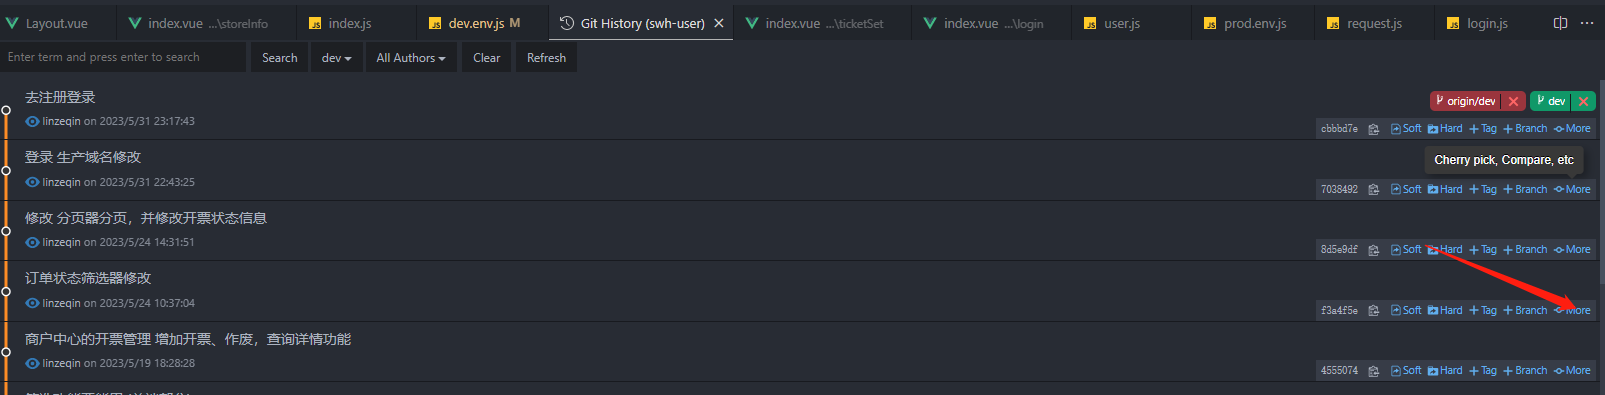 Layout.vue index.vue ...\storeInfo index.js dev.env.js M Git History (swh-user) index.vue ...\ticketSet index.vue ...\login user.js prod.env.js request.js login.js
Enter term and press enter to search Search dev All Authors Clear Refresh
去注册登录
origin/dev dev
linzeqin on 2023/5/31 23:17:43
cbbbd7e Soft Hard Tag Branch More
登录 生产域名修改
Cherry pick, Compare, etc
linzeqin on 2023/5/31 22:43:25
7038492 Soft Hard Tag Branch More
修改 分页器分页，并修改开票状态信息
linzeqin on 2023/5/24 14:31:51
8d5e9df Soft Hard Tag Branch More
订单状态筛选器修改
linzeqin on 2023/5/24 10:37:04
f3a4f5e Soft Hard Tag Branch More
商户中心的开票管理 增加开票、作废，查询详情功能
linzeqin on 2023/5/19 18:28:28
4555074 Soft Hard Tag Branch More